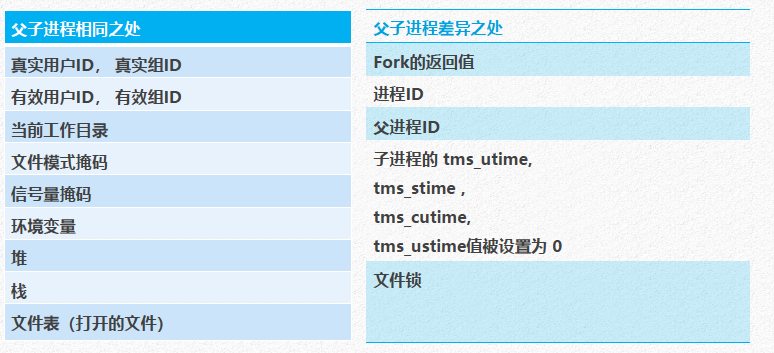 父子进程相同之处
真实用户ID， 真实组ID
有效用户ID， 有效组ID
当前工作目录
文件模式掩码
信号量掩码
环境变量
堆
栈
文件表（打开的文件）
父子进程差异之处
Fork的返回值
进程ID
父进程ID
子进程的 tms_utime,
tms_stime ,
tms_cutime,
tms_ustime值被设置为 0
文件锁